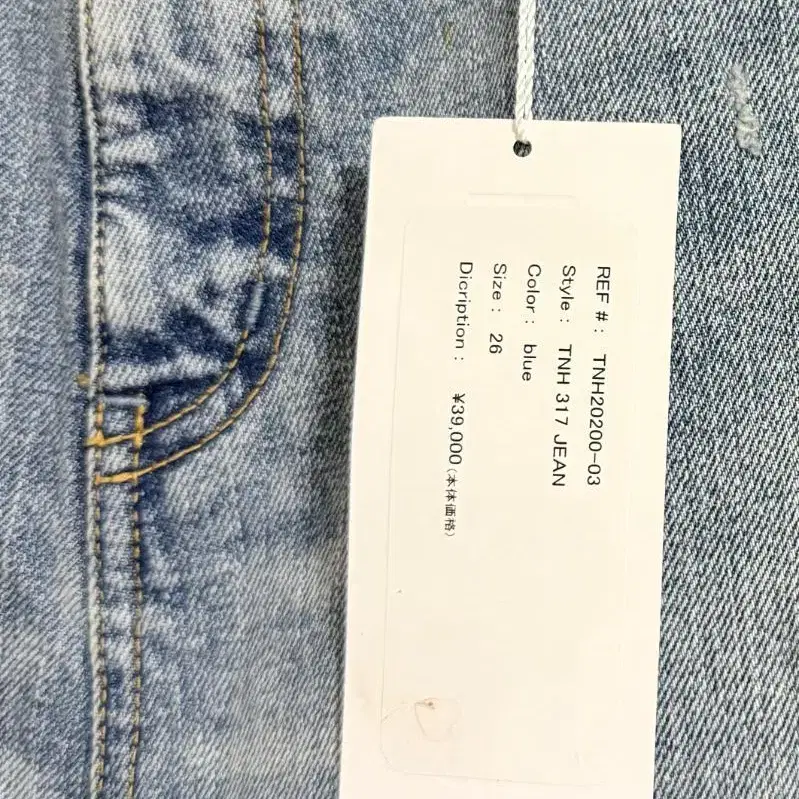 REF #: TNH20200-03
Style: TNH 317 JEAN
Color: blue
Size: 26
Dicription: ¥39,000(本体価格)